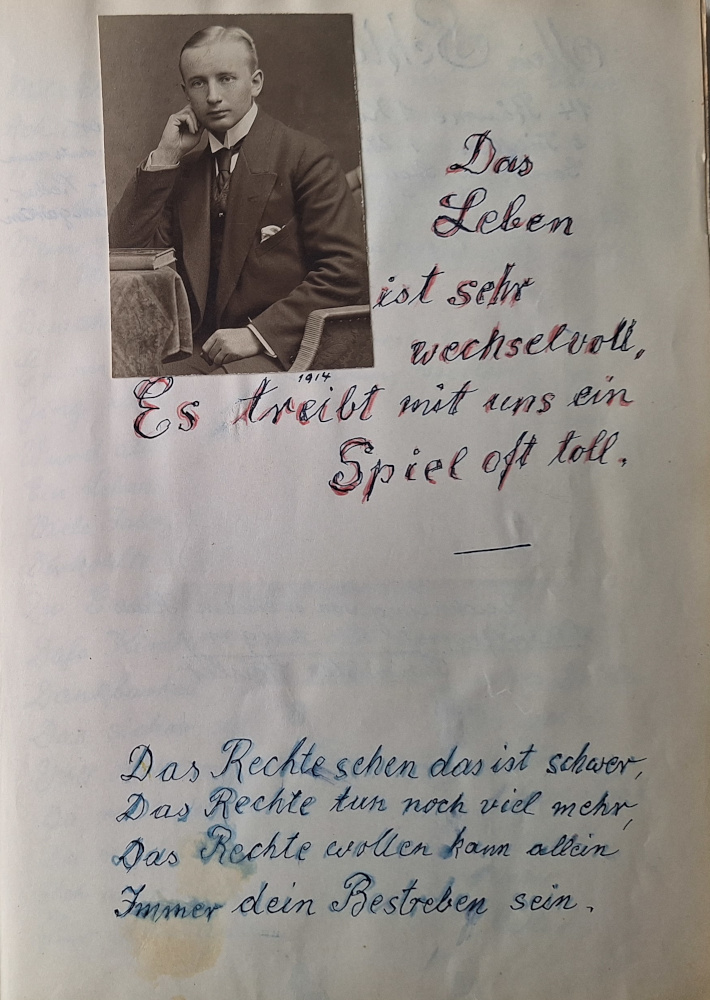 Das
Leben
ist sehr
wechselvoll,
1914
Es treibt mit uns ein
Spiel oft toll.
Das Rechte sehen das ist schwer,
Das Rechte tun noch viel mehr,
Das Rechte wollen kann allein
Immer dein Bestreben sein.